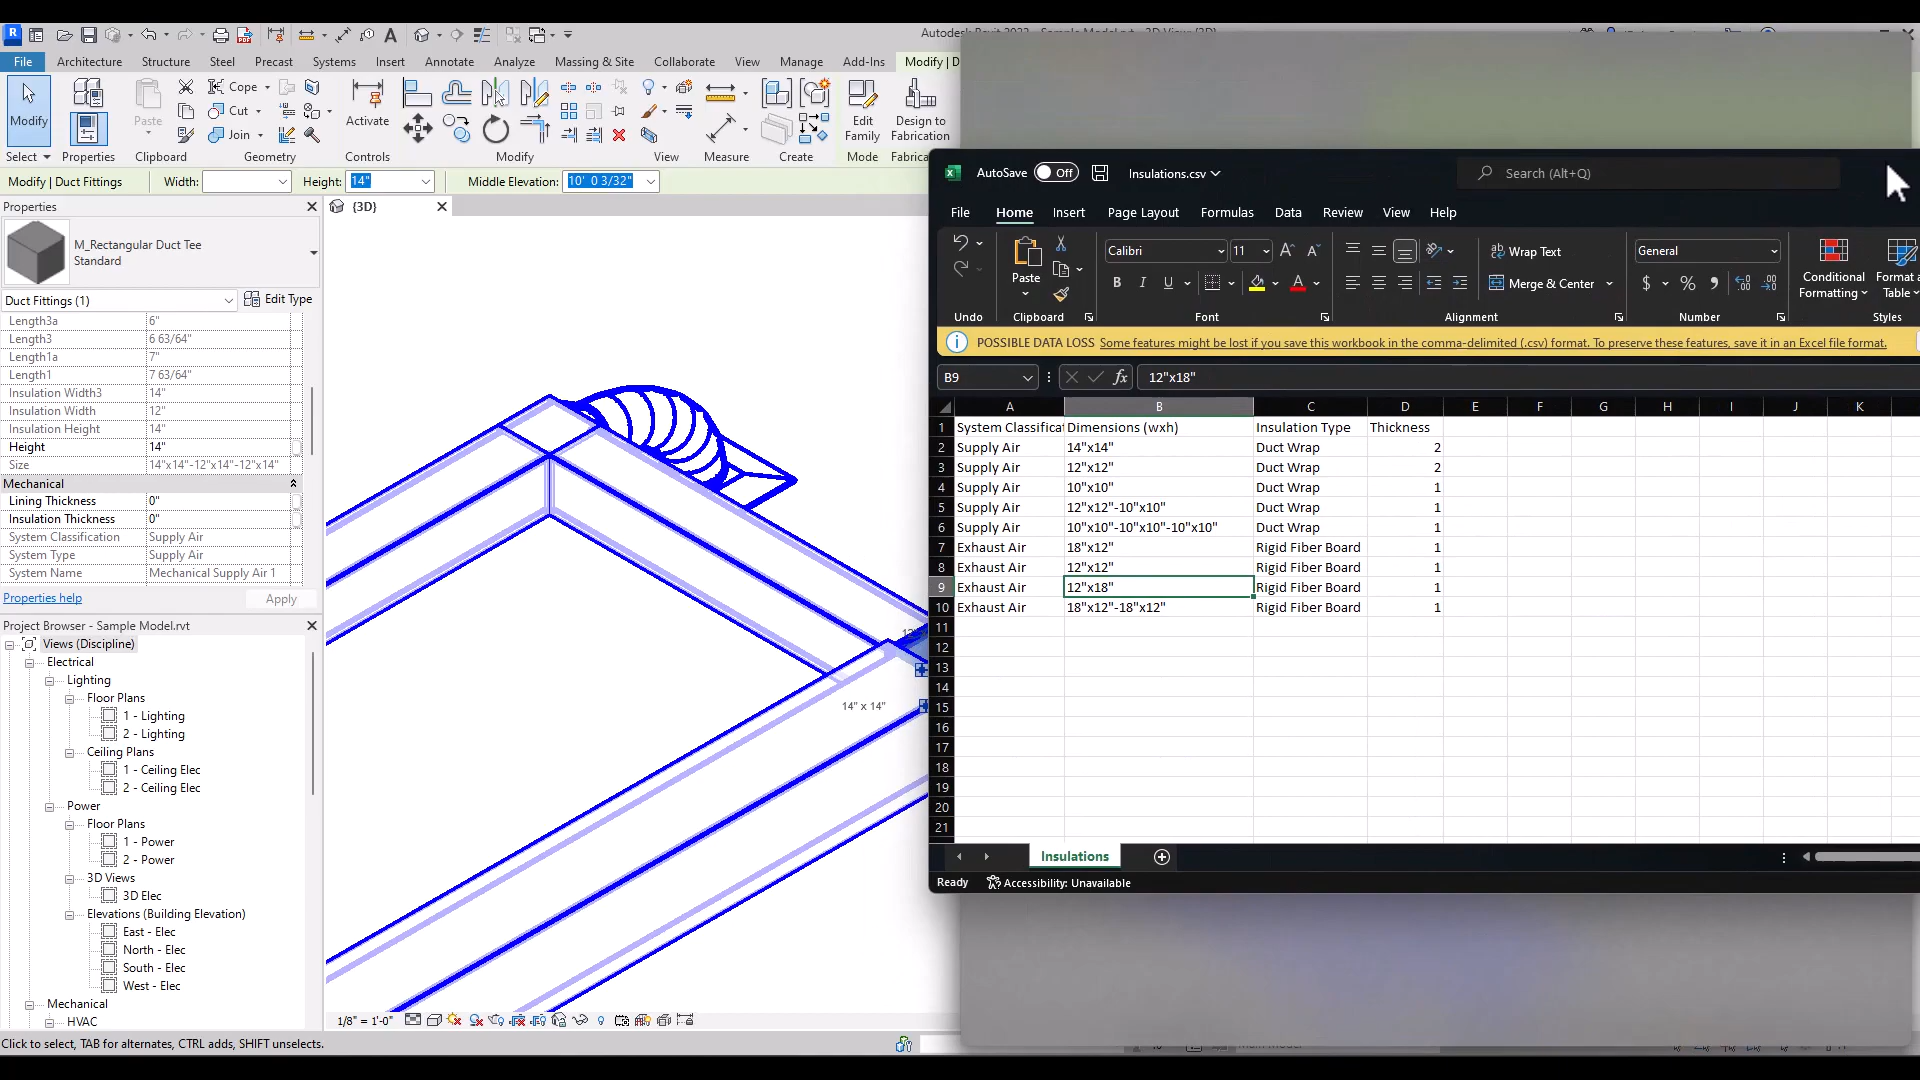 Autodesk Revit 2023 - Sample Model.rvt - 3D View: {3D}
File Architecture Structure Steel Precast Systems Insert Annotate Analyze Massing & Site Collaborate View Manage Add-Ins Modify | D
Modify
Paste
Cope
Cut
Join
Activate
Edit Family
Design to Fabrication
Select Properties Clipboard Geometry Controls Modify View Measure Create Mode Fabric
Modify | Duct Fittings Width: Height: 14" Middle Elevation: 10' 0 3/32"
Properties
M_Rectangular Duct Tee
Standard
Duct Fittings (1) Edit Type
Length3a 6"
Length3 6 63/64"
Length1a 7"
Length1 7 63/64"
Insulation Width3 14"
Insulation Width 12"
Insulation Height 14"
Height 14"
Size 14"x14"-12"x14"-12"x14"
Mechanical
Lining Thickness 0"
Insulation Thickness 0"
System Classification Supply Air
System Type Supply Air
System Name Mechanical Supply Air 1
Properties help Apply
Project Browser - Sample Model.rvt
Views (Discipline)
Electrical
Lighting
Floor Plans
1 - Lighting
2 - Lighting
Ceiling Plans
1 - Ceiling Elec
2 - Ceiling Elec
Power
Floor Plans
1 - Power
2 - Power
3D Views
3D Elec
Elevations (Building Elevation)
East - Elec
North - Elec
South - Elec
West - Elec
Mechanical
HVAC
Click to select, TAB for alternates, CTRL adds, SHIFT unselects.
{3D}
14" x 14"
1/8" = 1'-0"
AutoSave Off Insulations.csv Search (Alt+Q)
File Home Insert Page Layout Formulas Data Review View Help
Paste
Calibri 11
B I U
Wrap Text
Merge & Center
General
$ %
Conditional Formatting
Format a Table
Undo Clipboard Font Alignment Number Styles
POSSIBLE DATA LOSS Some features might be lost if you save this workbook in the comma-delimited (.csv) format. To preserve these features, save it in an Excel file format.
B9 fx 12"x18"
A B C D E F G H I J K
1 System Classificat Dimensions (wxh) Insulation Type Thickness
2 Supply Air 14"x14" Duct Wrap 2
3 Supply Air 12"x12" Duct Wrap 2
4 Supply Air 10"x10" Duct Wrap 1
5 Supply Air 12"x12"-10"x10" Duct Wrap 1
6 Supply Air 10"x10"-10"x10"-10"x10" Duct Wrap 1
7 Exhaust Air 18"x12" Rigid Fiber Board 1
8 Exhaust Air 12"x12" Rigid Fiber Board 1
9 Exhaust Air 12"x18" Rigid Fiber Board 1
10 Exhaust Air 18"x12"-18"x12" Rigid Fiber Board 1
11
12
13
14
15
16
17
18
19
20
21
Insulations
Ready Accessibility: Unavailable